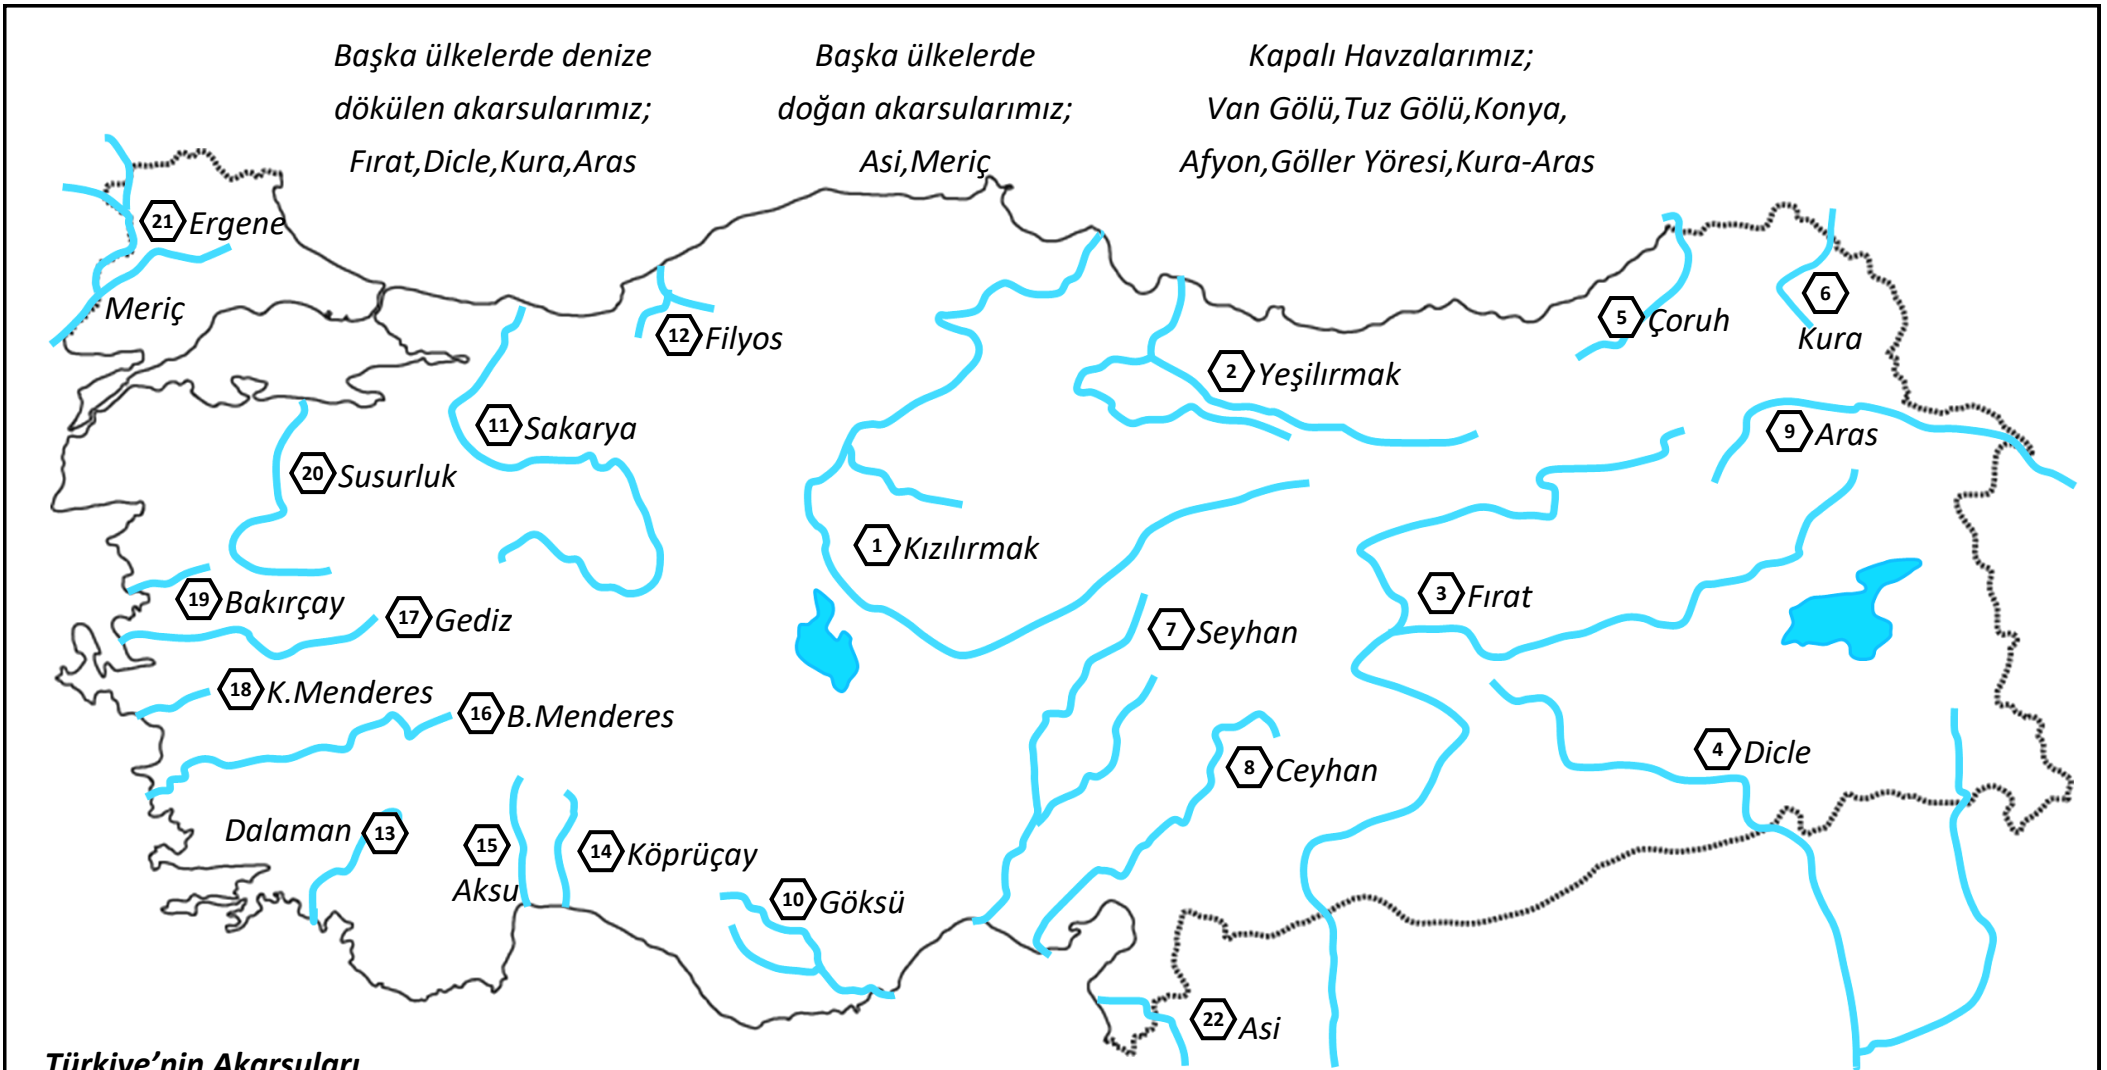 Başka ülkelerde denize
dökülen akarsularımız;
Fırat,Dicle,Kura,Aras
Başka ülkelerde
doğan akarsularımız;
Asi,Meriç
Kapalı Havzalarımız;
Van Gölü,Tuz Gölü,Konya,
Afyon,Göller Yöresi,Kura-Aras
21 Ergene
Meriç
12 Filyos
5 Çoruh
6
Kura
2 Yeşilırmak
11 Sakarya
9 Aras
20 Susurluk
1 Kızılırmak
19 Bakırçay
17 Gediz
3 Fırat
7 Seyhan
18 K.Menderes
16 B.Menderes
8 Ceyhan
4 Dicle
Dalaman 13
15
Aksu
14 Köprüçay
10 Göksü
22 Asi
Türkiye'nin Akarsuları